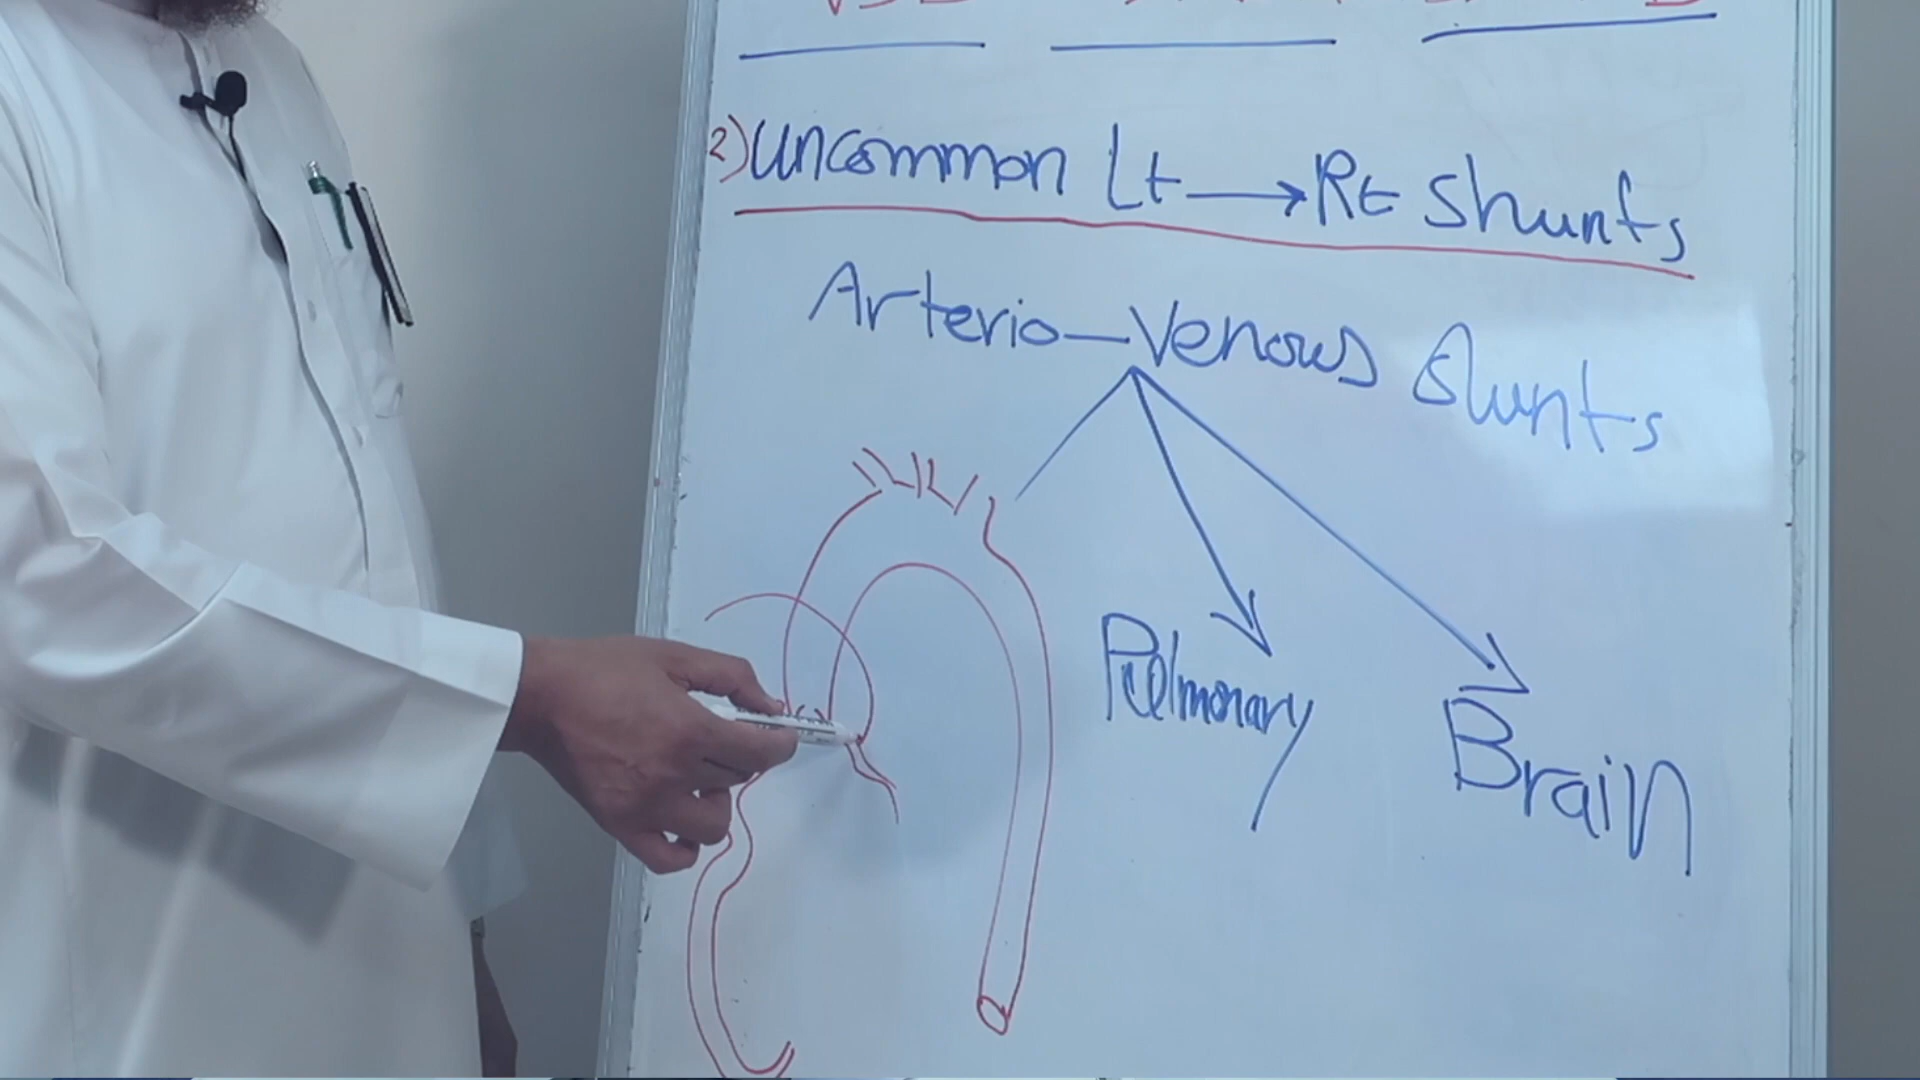 2) Uncommon Lt → Rt Shunts
Arterio-Venous Shunts
Pulmonary
Brain